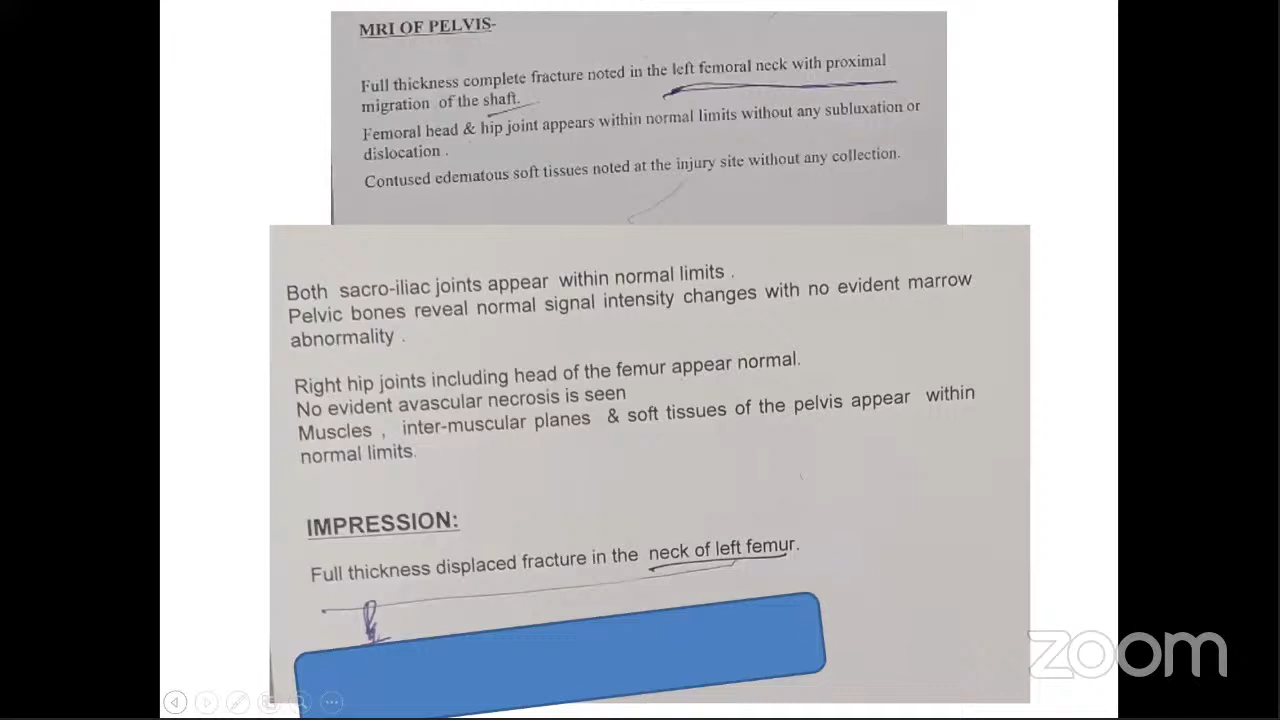 MRI OF PELVIS-
Full thickness complete fracture noted in the left femoral neck with proximal
migration of the shaft.
Femoral head & hip joint appears within normal limits without any subluxation or
dislocation .
Contused edematous soft tissues noted at the injury site without any collection.
Both sacro-iliac joints appear within normal limits .
Pelvic bones reveal normal signal intensity changes with no evident marrow
abnormality .
Right hip joints including head of the femur appear normal.
No evident avascular necrosis is seen
Muscles , inter-muscular planes & soft tissues of the pelvis appear within
normal limits.
IMPRESSION:
Full thickness displaced fracture in the neck of left femur.
zoom